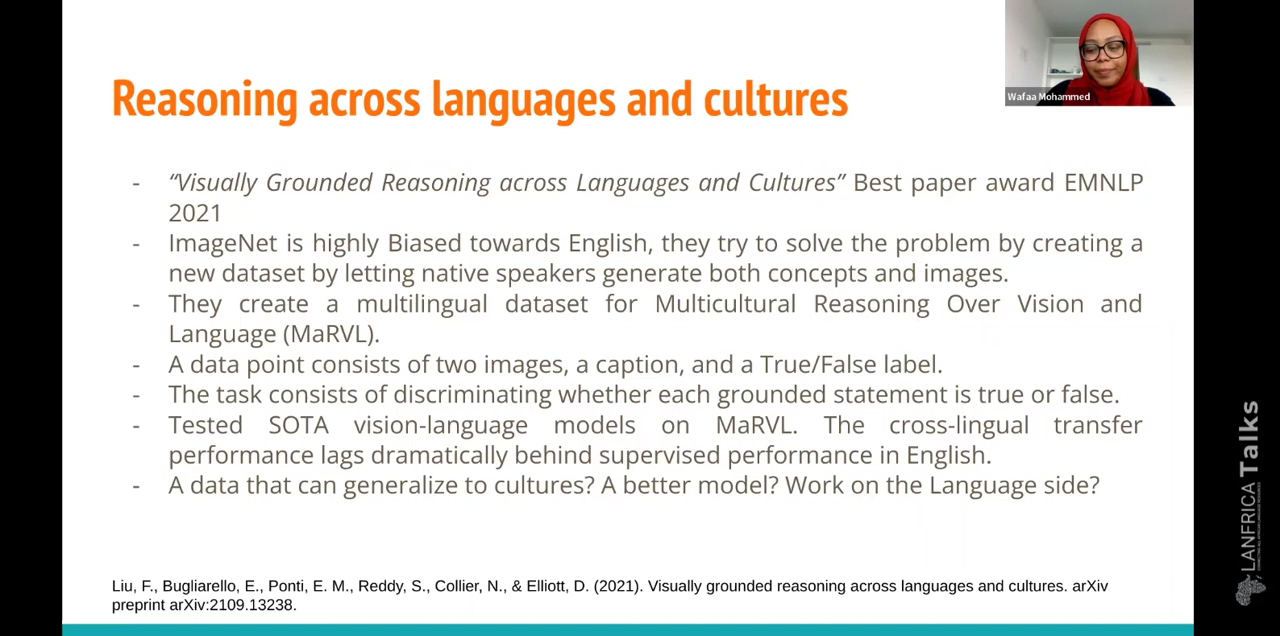 Reasoning across languages and cultures
Wafaa Mohammed
- “Visually Grounded Reasoning across Languages and Cultures” Best paper award EMNLP
2021
- ImageNet is highly Biased towards English, they try to solve the problem by creating a
new dataset by letting native speakers generate both concepts and images.
- They create a multilingual dataset for Multicultural Reasoning Over Vision and
Language (MaRVL).
- A data point consists of two images, a caption, and a True/False label.
- The task consists of discriminating whether each grounded statement is true or false.
- Tested SOTA vision-language models on MaRVL. The cross-lingual transfer
performance lags dramatically behind supervised performance in English.
- A data that can generalize to cultures? A better model? Work on the Language side?
Liu, F., Bugliarello, E., Ponti, E. M., Reddy, S., Collier, N., & Elliott, D. (2021). Visually grounded reasoning across languages and cultures. arXiv
preprint arXiv:2109.13238.
LANFRICA Talks